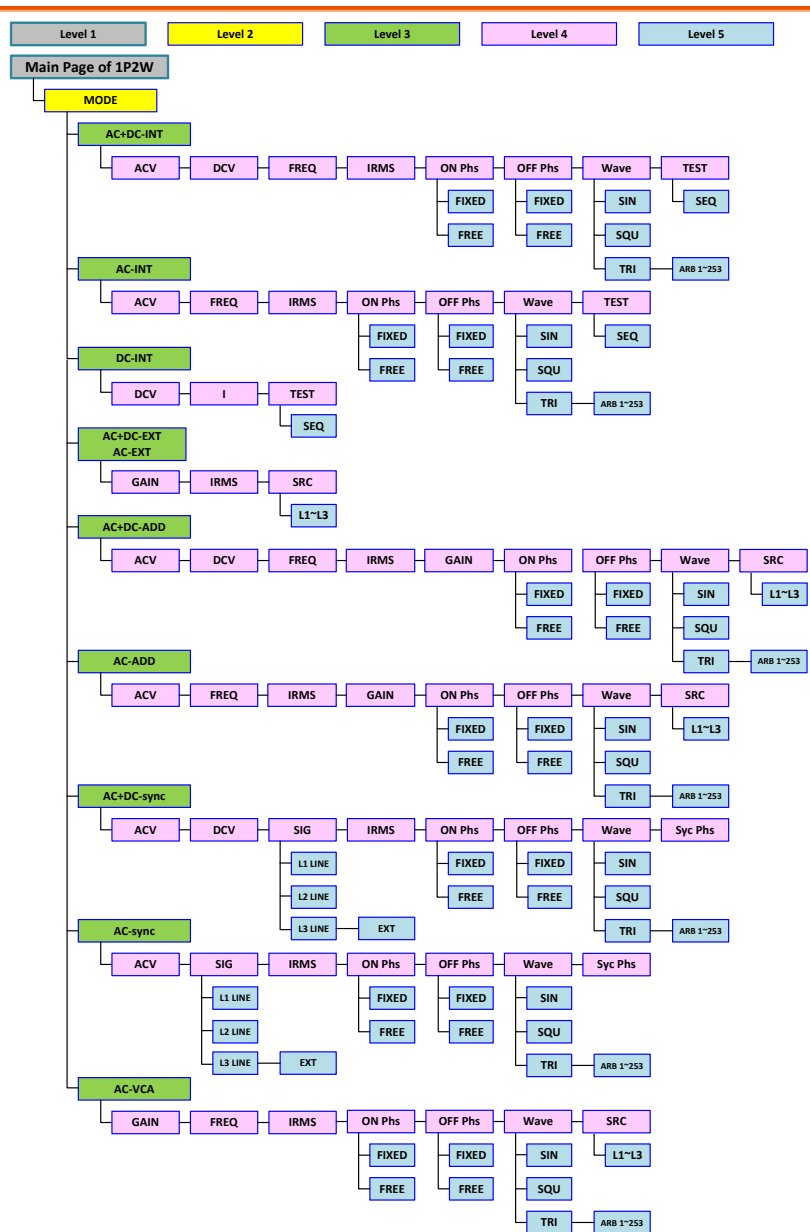 Level 1 Level 2 Level 3 Level 4 Level 5
Main Page of 1P2W
MODE
AC+DC-INT
ACV DCV FREQ IRMS ON Phs OFF Phs Wave TEST
FIXED FIXED SIN SEQ
FREE FREE SQU
TRI ARB 1~253
AC-INT
ACV FREQ IRMS ON Phs OFF Phs Wave TEST
FIXED FIXED SIN SEQ
FREE FREE SQU
TRI ARB 1~253
DC-INT
DCV I TEST
SEQ
AC+DC-EXT
AC-EXT
GAIN IRMS SRC
L1~L3
AC+DC-ADD
ACV DCV FREQ IRMS GAIN ON Phs OFF Phs Wave SRC
FIXED FIXED SIN L1~L3
FREE FREE SQU
TRI ARB 1~253
AC-ADD
ACV FREQ IRMS GAIN ON Phs OFF Phs Wave SRC
FIXED FIXED SIN L1~L3
FREE FREE SQU
TRI ARB 1~253
AC+DC-sync
ACV DCV SIG IRMS ON Phs OFF Phs Wave Syc Phs
L1 LINE FIXED FIXED SIN
L2 LINE FREE FREE SQU
L3 LINE EXT TRI ARB 1~253
AC-sync
ACV SIG IRMS ON Phs OFF Phs Wave Syc Phs
L1 LINE FIXED FIXED SIN
L2 LINE FREE FREE SQU
L3 LINE EXT TRI ARB 1~253
AC-VCA
GAIN FREQ IRMS ON Phs OFF Phs Wave SRC
FIXED FIXED SIN L1~L3
FREE FREE SQU
TRI ARB 1~253